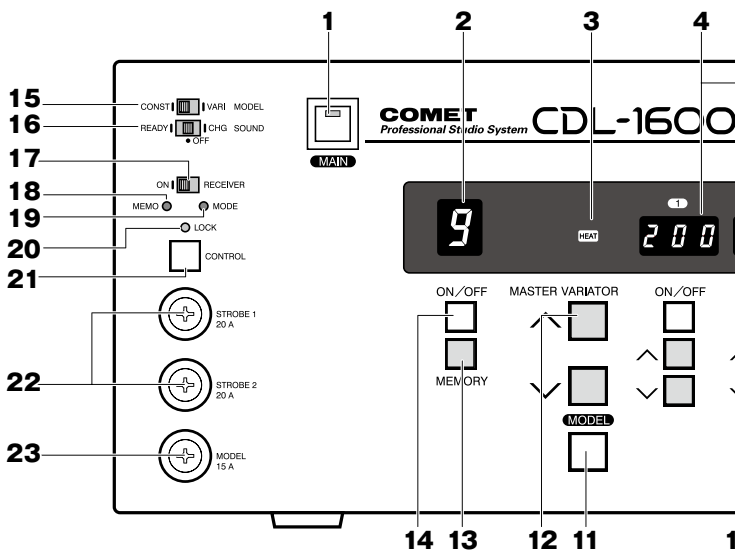 1 2 3 4
15 CONST VARI MODEL
16 READY CHG SOUND
OFF
17
ON RECEIVER
18 MEMO MODE
19
20 LOCK
21 CONTROL
MAIN
COMET
Professional Studio System
CDL-1600
9
HEAT
1
200
ON/OFF MASTER VARIATOR ON/OFF
MEMORY
MODEL
22
STROBE 1
20 A
STROBE 2
20 A
23
MODEL
15 A
14 13 12 11